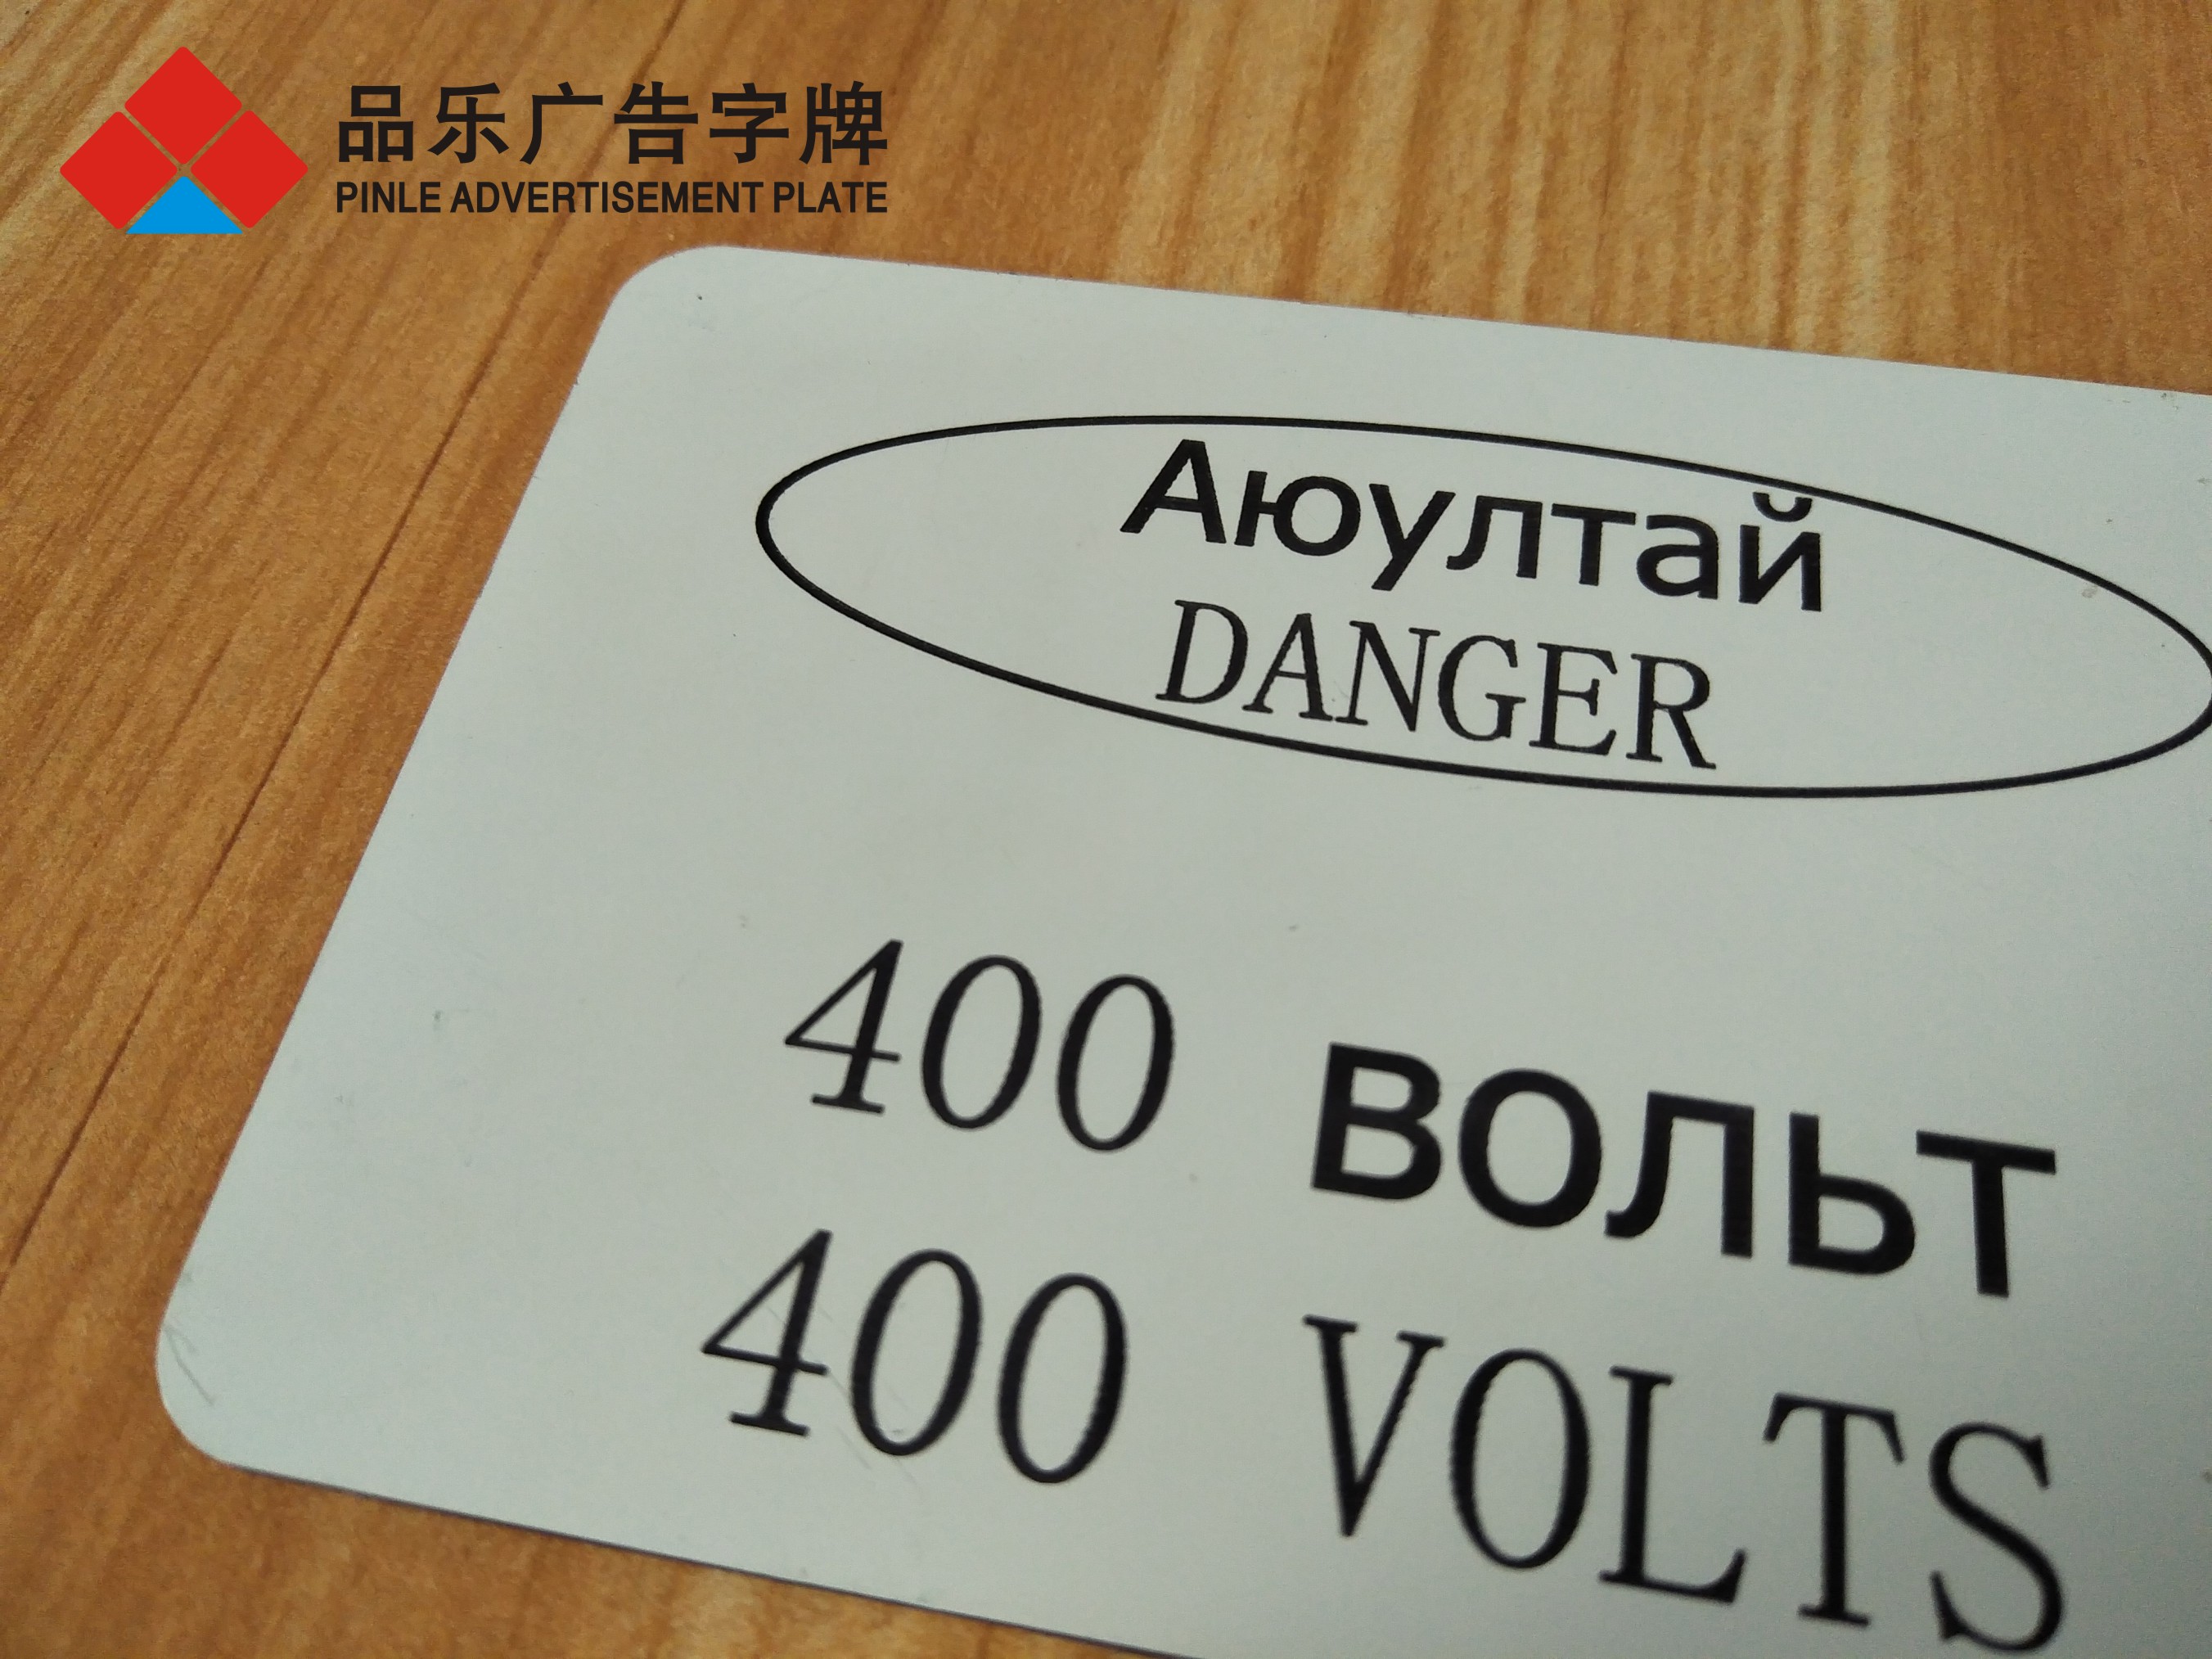 品乐广告字牌
PINLE ADVERTISEMENT PLATE
Аюултай
DANGER
400 вольт
400 VOLTS